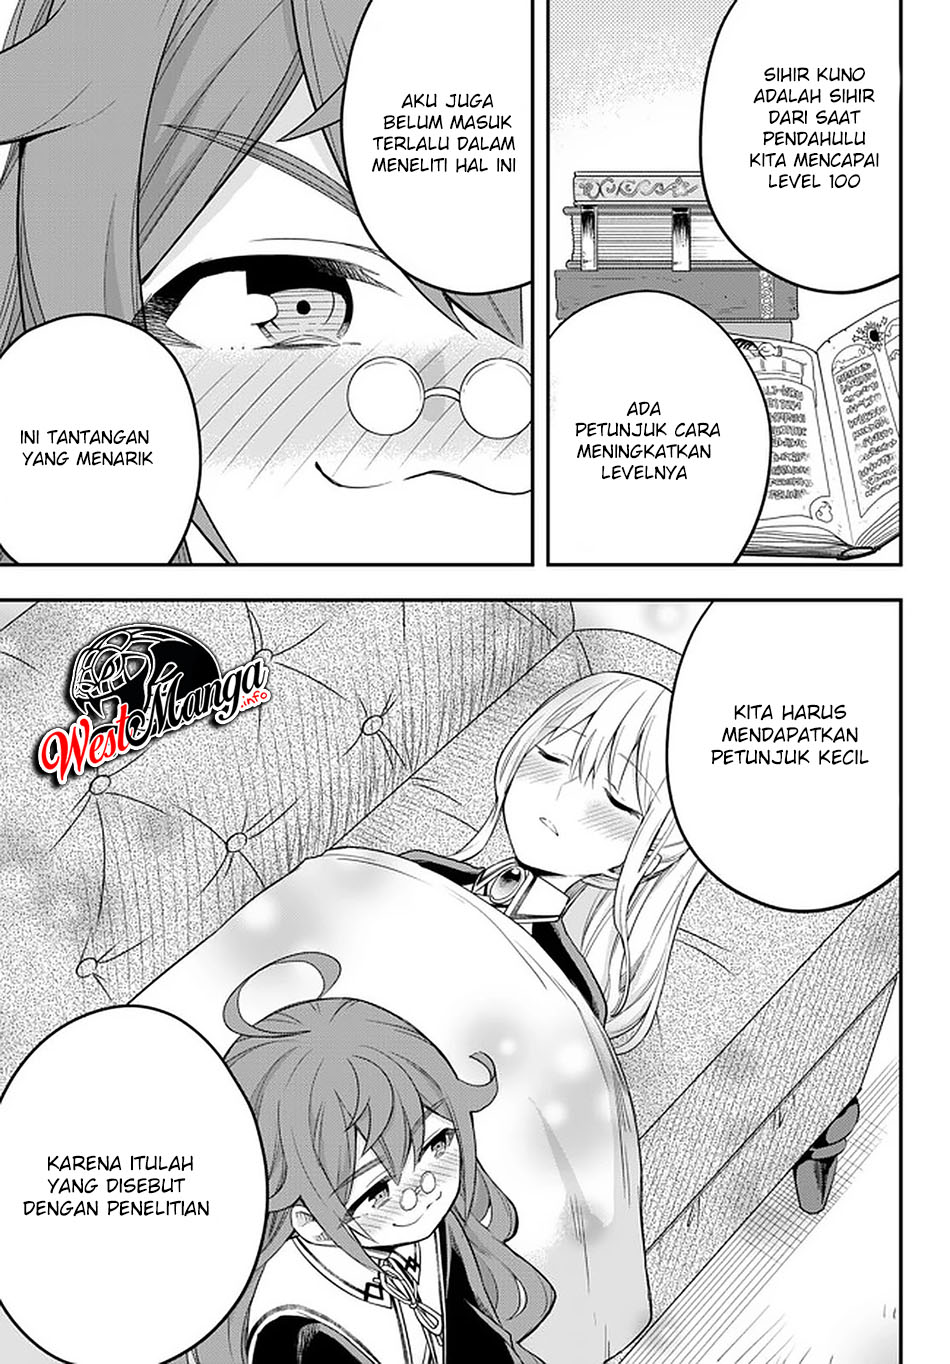 SIHIR KUNO
ADALAH SIHIR
DARI SAAT
PENDAHULU
KITA MENCAPAI
LEVEL 100
ADA
PETUNJUK CARA
MENINGKATKAN
LEVELNYA
AKU JUGA
BELUM MASUK
TERLALU DALAM
MENELITI HAL INI
INI TANTANGAN
YANG MENARIK
KITA HARUS
MENDAPATKAN
PETUNJUK KECIL
WestManga
.info
KARENA ITULAH
YANG DISEBUT
DENGAN PENELITIAN